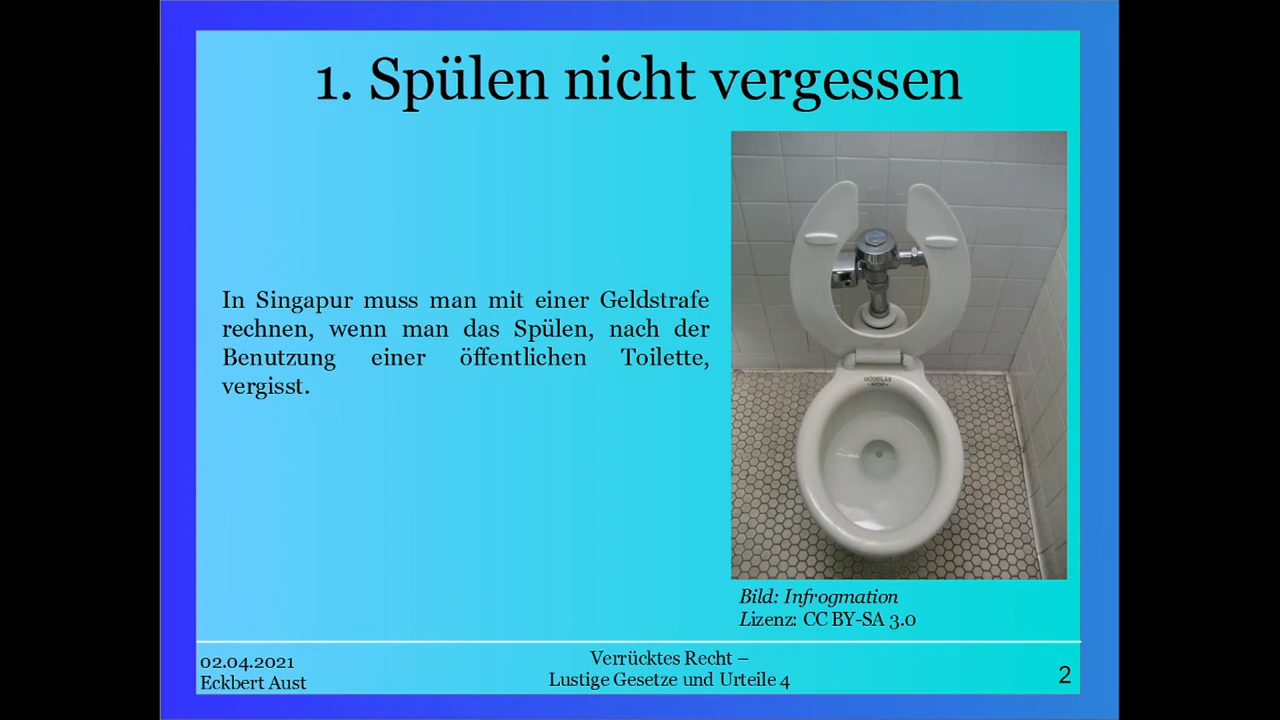 1. Spülen nicht vergessen
In Singapur muss man mit einer Geldstrafe
rechnen, wenn man das Spülen, nach der
Benutzung einer öffentlichen Toilette,
vergisst.
Bild: Infrogmation
Lizenz: CC BY-SA 3.0
02.04.2021
Eckbert Aust
Verrücktes Recht –
Lustige Gesetze und Urteile 4
2